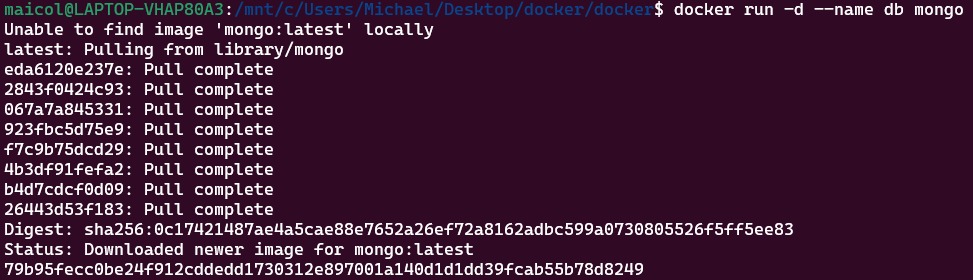 maicol@LAPTOP-VHAP80A3:/mnt/c/Users/Michael/Desktop/docker/docker$ docker run -d --name db mongo
Unable to find image 'mongo:latest' locally
latest: Pulling from library/mongo
eda6120e237e: Pull complete
2843f0424c93: Pull complete
067a7a845331: Pull complete
923fbc5d75e9: Pull complete
f7c9b75dcd29: Pull complete
4b3df91fefa2: Pull complete
b4d7cdcf0d09: Pull complete
26443d53f183: Pull complete
Digest: sha256:0c17421487ae4a5cae88e7652a26ef72a8162adbc599a0730805526f5ff5ee83
Status: Downloaded newer image for mongo:latest
79b95fecc0be24f912cddedd1730312e897001a140d1d1dd39fcab55b78d8249